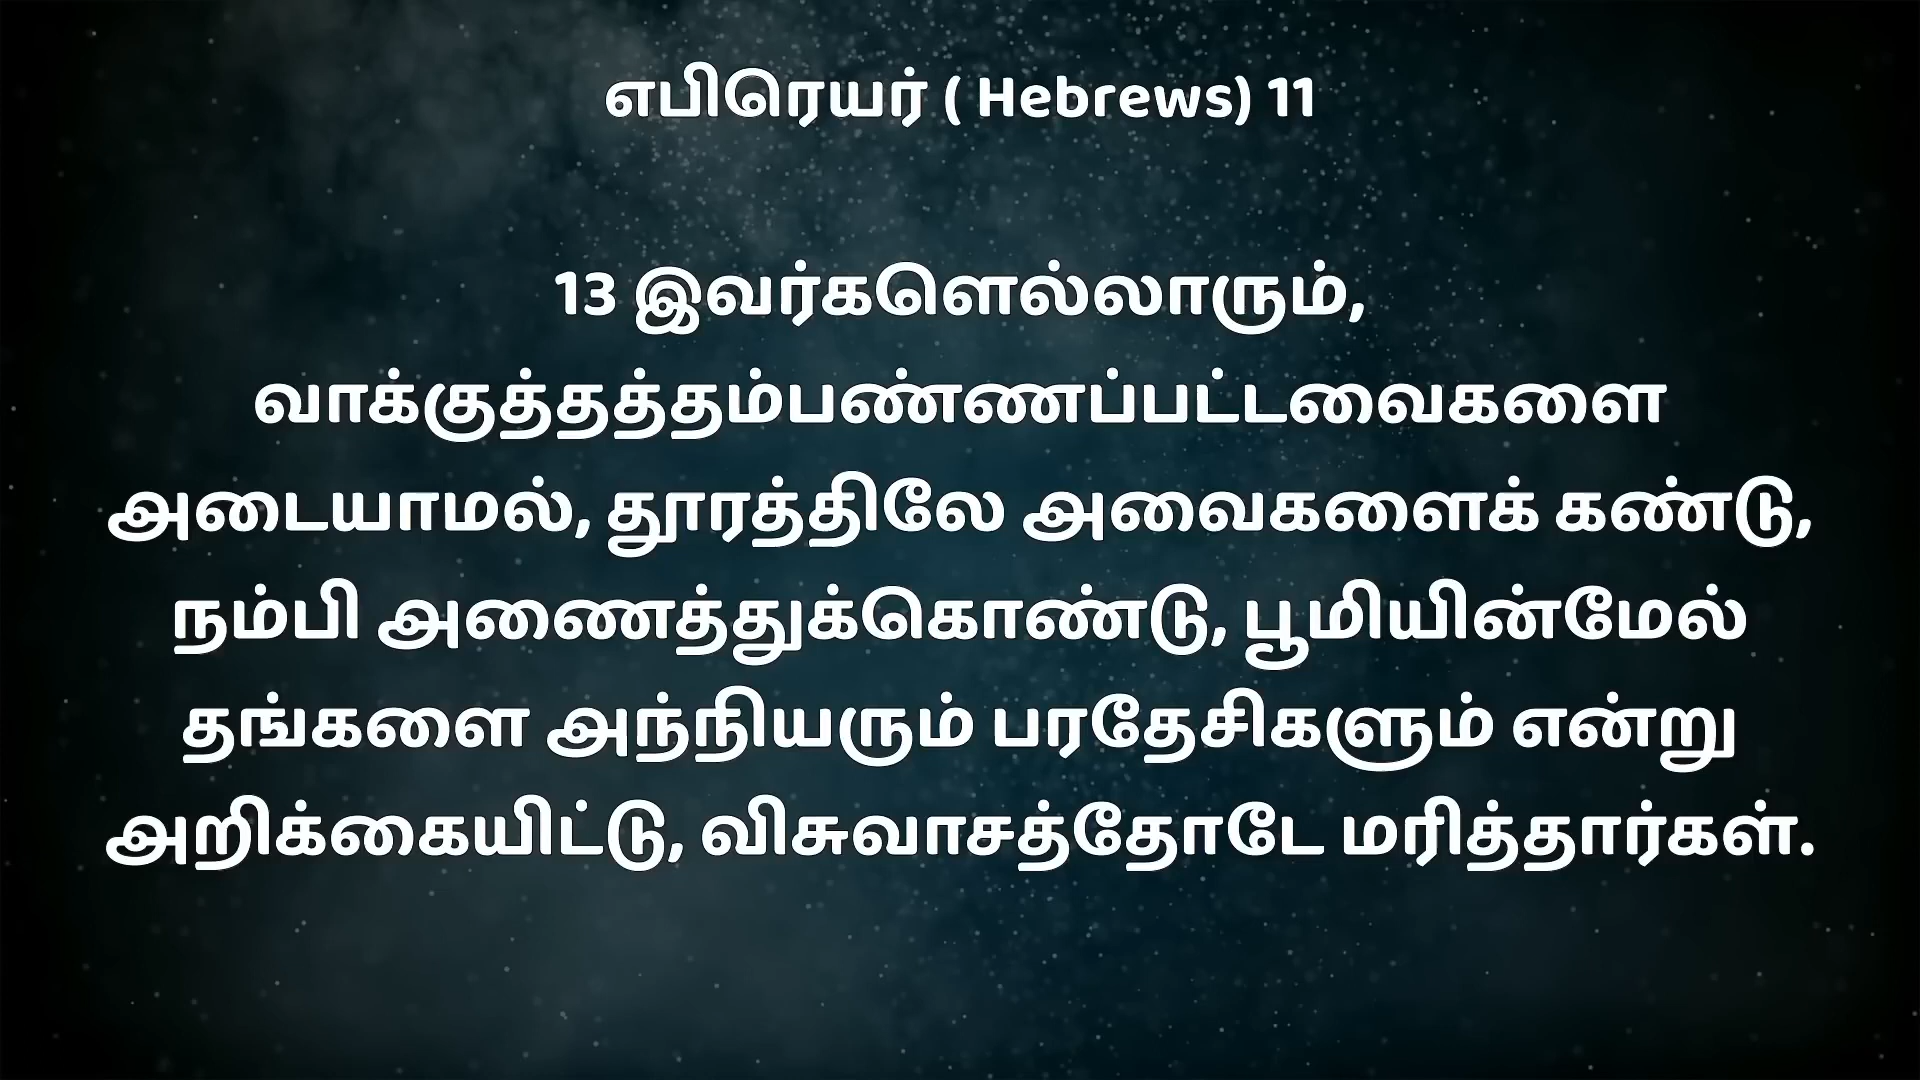 எபிரெயர் ( Hebrews) 11
13 இவர்களெல்லாரும்,
வாக்குத்தத்தம்பண்ணப்பட்டவைகளை
அடையாமல், தூரத்திலே அவைகளைக் கண்டு,
நம்பி அணைத்துக்கொண்டு, பூமியின்மேல்
தங்களை அந்நியரும் பரதேசிகளும் என்று
அறிக்கையிட்டு, விசுவாசத்தோடே மரித்தார்கள்.